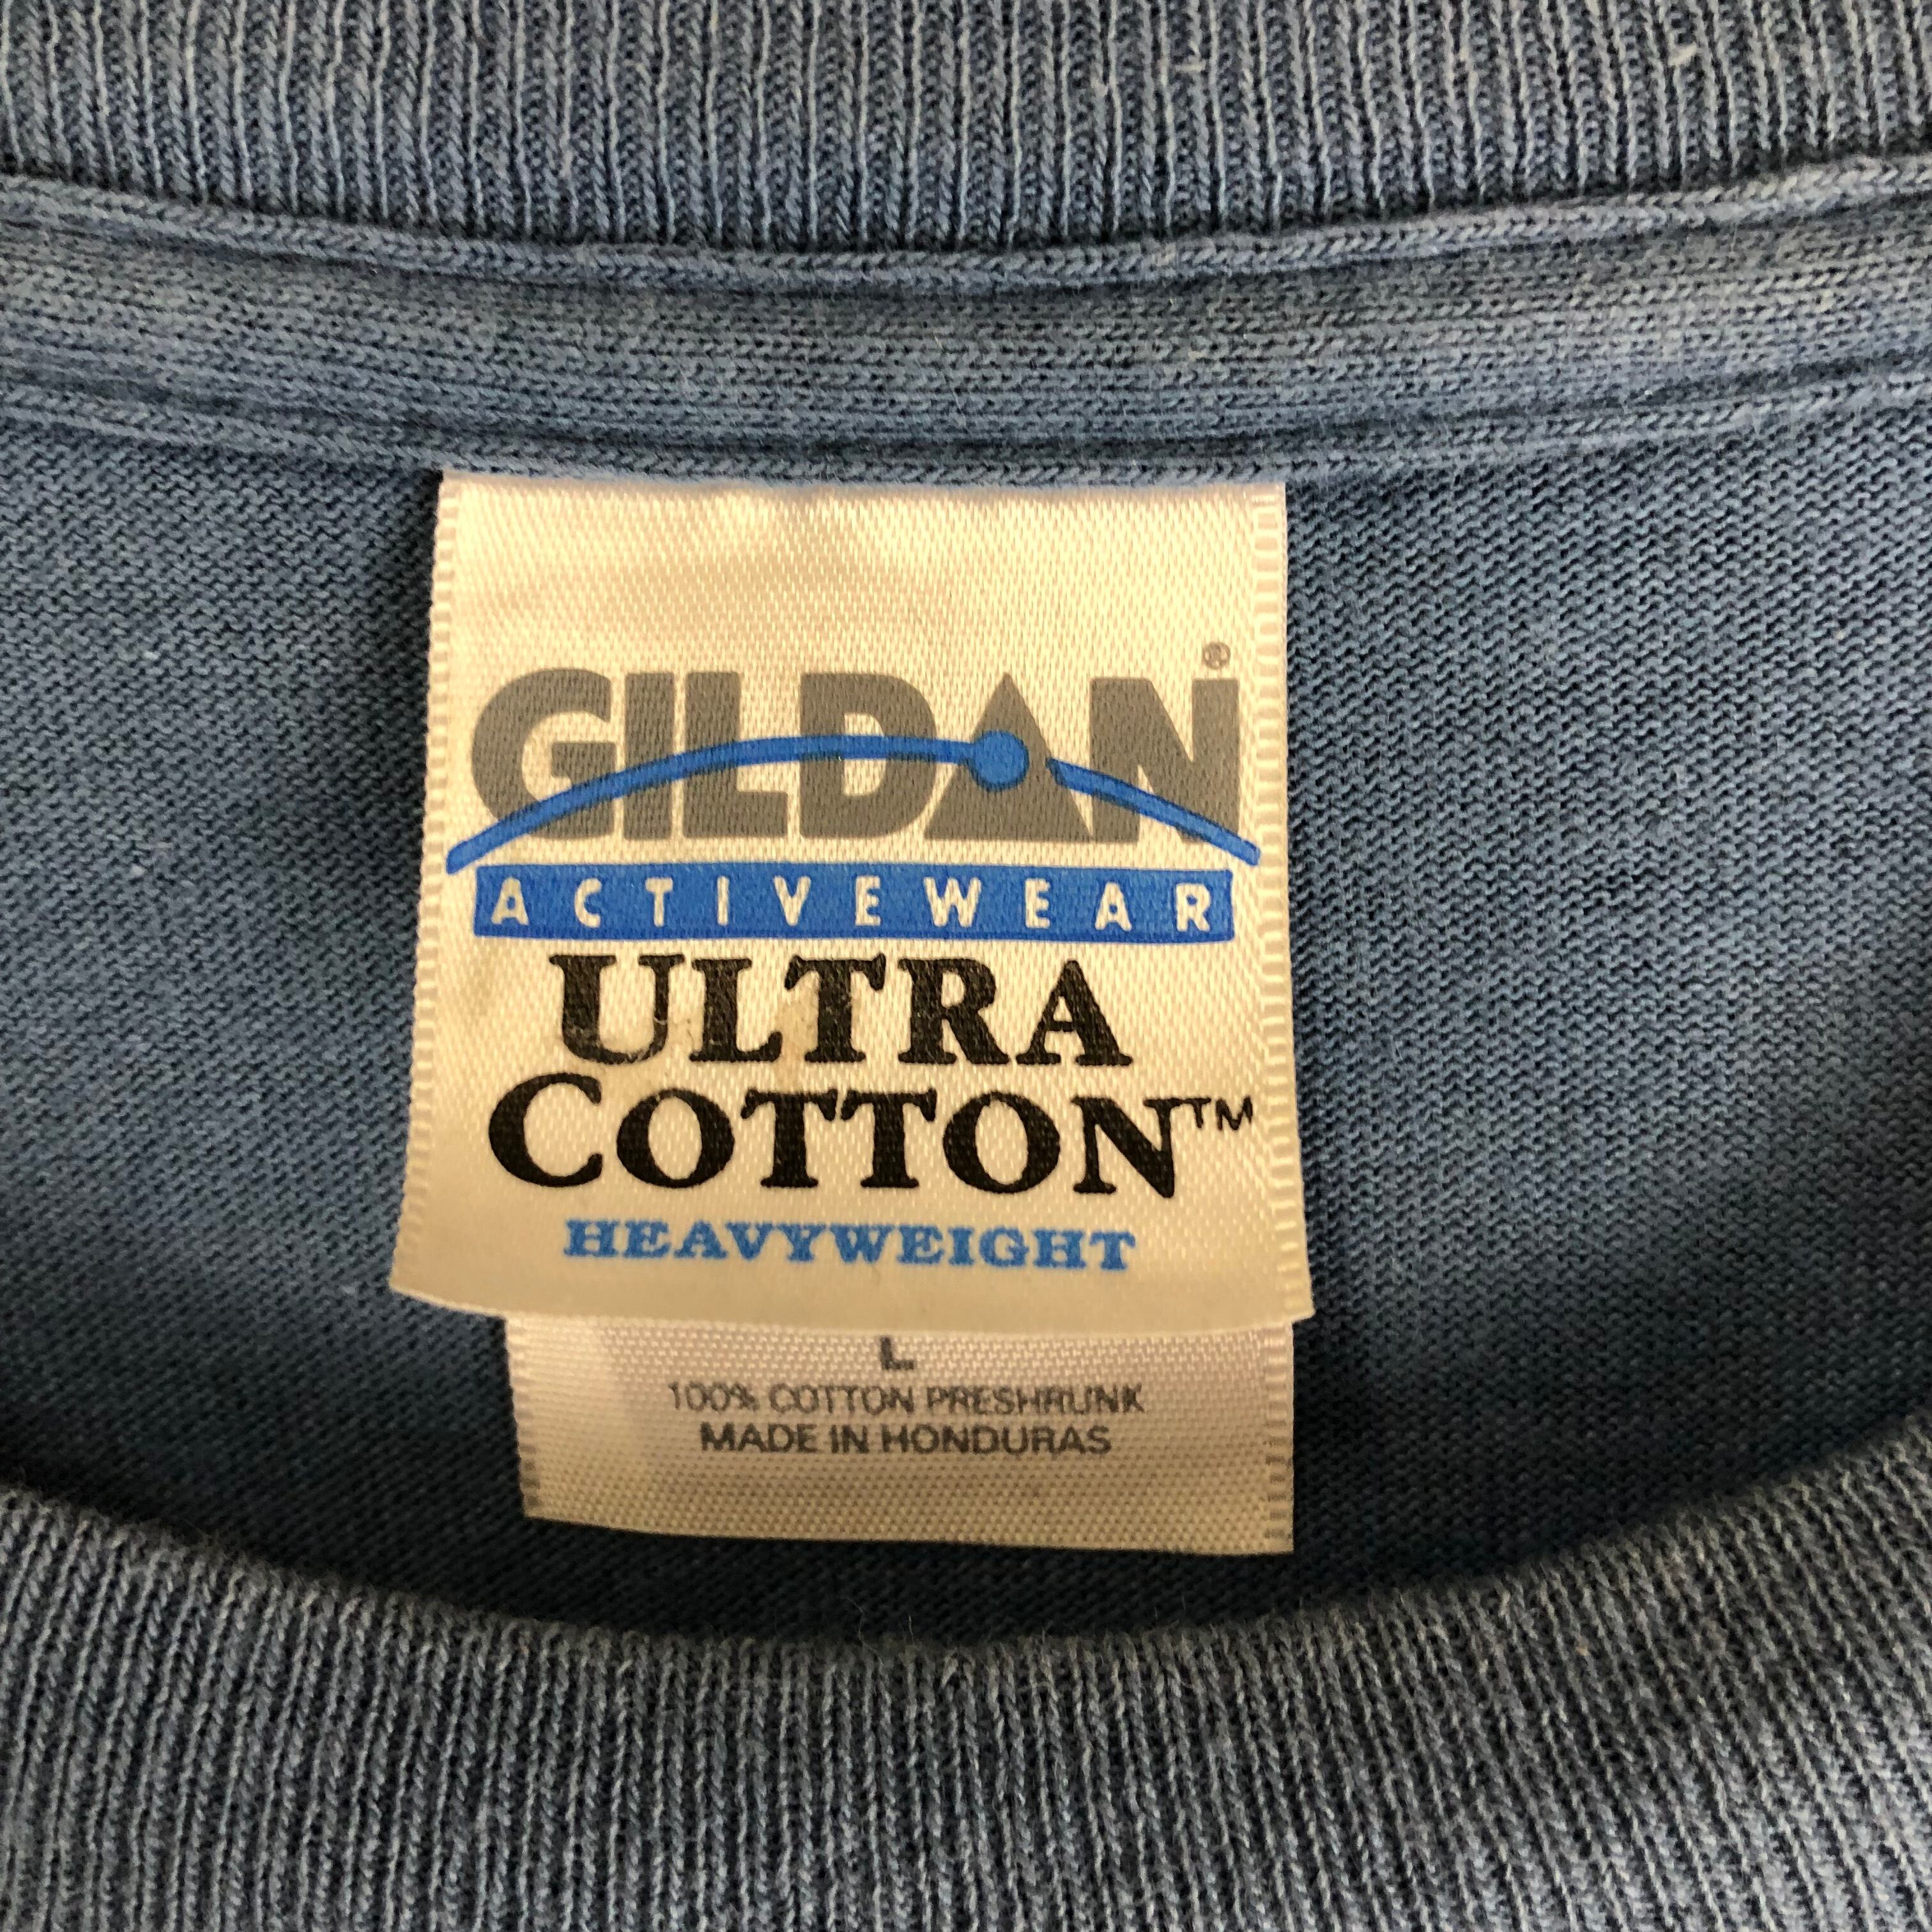 GILDAN®
ACTIVEWEAR
ULTRA
COTTON™
HEAVYWEIGHT
L
100% COTTON PRESHRUNK
MADE IN HONDURAS